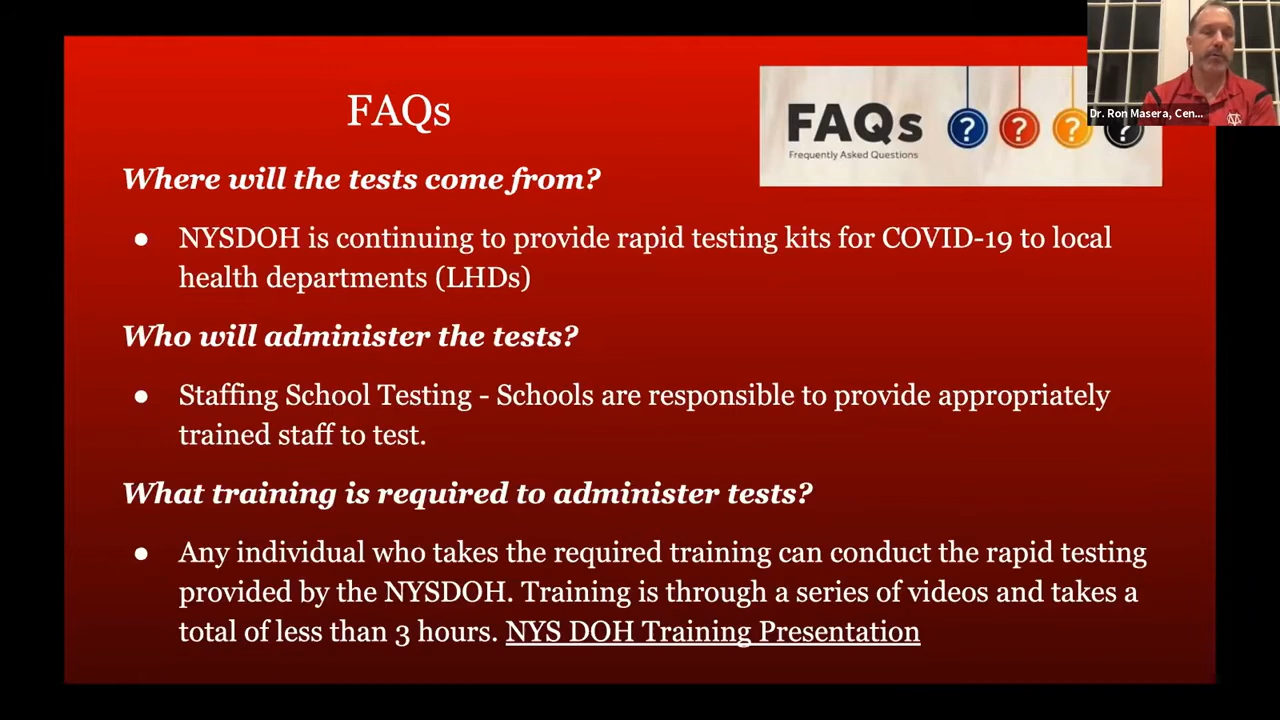 FAQs
FAQs
Frequently Asked Questions
? ? ? ?
Dr. Ron Masera, Cen...
Where will the tests come from?
● NYSDOH is continuing to provide rapid testing kits for COVID-19 to local
health departments (LHDs)
Who will administer the tests?
● Staffing School Testing - Schools are responsible to provide appropriately
trained staff to test.
What training is required to administer tests?
● Any individual who takes the required training can conduct the rapid testing
provided by the NYSDOH. Training is through a series of videos and takes a
total of less than 3 hours. NYS DOH Training Presentation